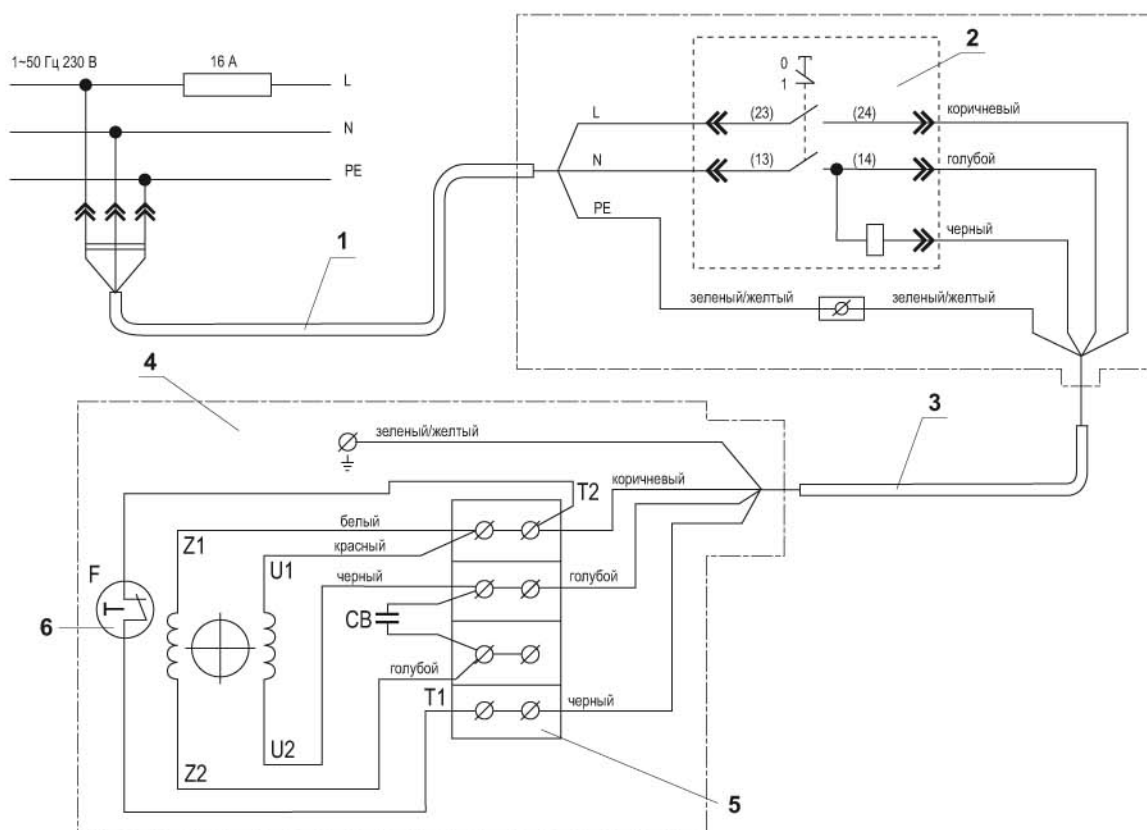 1~50 Гц 230 В
16 А
L
N
PE
1
0
1
2
L
(23)
(24)
коричневый
N
(13)
(14)
голубой
PE
черный
зеленый/желтый
зеленый/желтый
4
3
зеленый/желтый
коричневый
T2
белый
Z1
красный
U1
F
черный
голубой
CB
6
голубой
T1
черный
U2
Z2
5